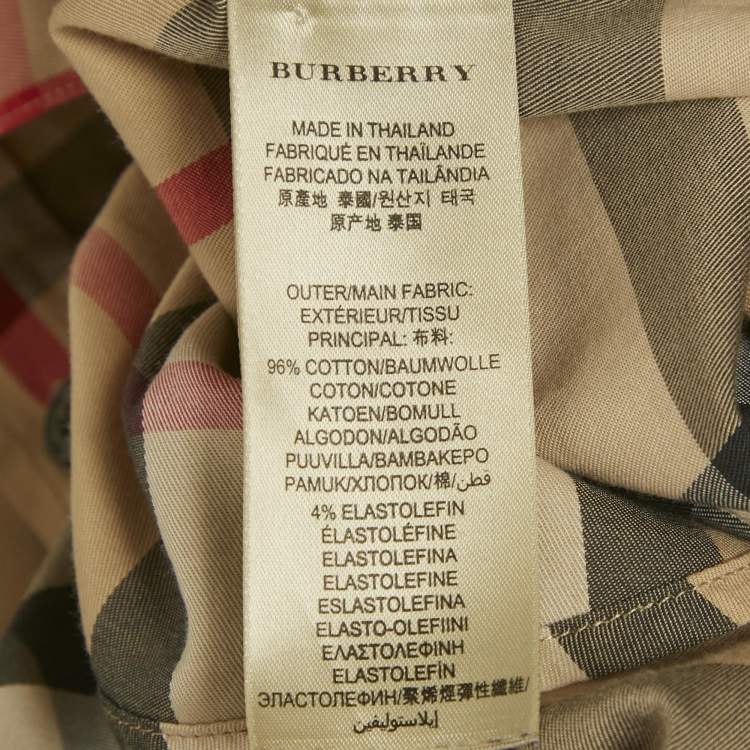 BURBERRY
MADE IN THAILAND
FABRIQUÉ EN THAÏLANDE
FABRICADO NA TAILÂNDIA
原產地 泰國/원산지 태국
原产地 泰国
OUTER/MAIN FABRIC:
EXTÉRIEUR/TISSU
PRINCIPAL: 布料:
96% COTTON/BAUMWOLLE
COTON/COTONE
KATOEN/BOMULL
ALGODON/ALGODÃO
PUUVILLA/ΒΑΜΒΑΚΕΡΟ
PAMUK/ХЛОПОК/棉/قطن
4% ELASTOLEFIN
ÉLASTOLÉFINE
ELASTOLEFINA
ELASTOLEFINE
ESLASTOLEFINA
ELASTO-OLEFIINI
ΕΛΑΣΤΟΛΕΦΙΝΗ
ELASTOLEFİN
ЭЛАСТОЛЕФИН/聚烯烴彈性纖維/
إيلاستوليفين